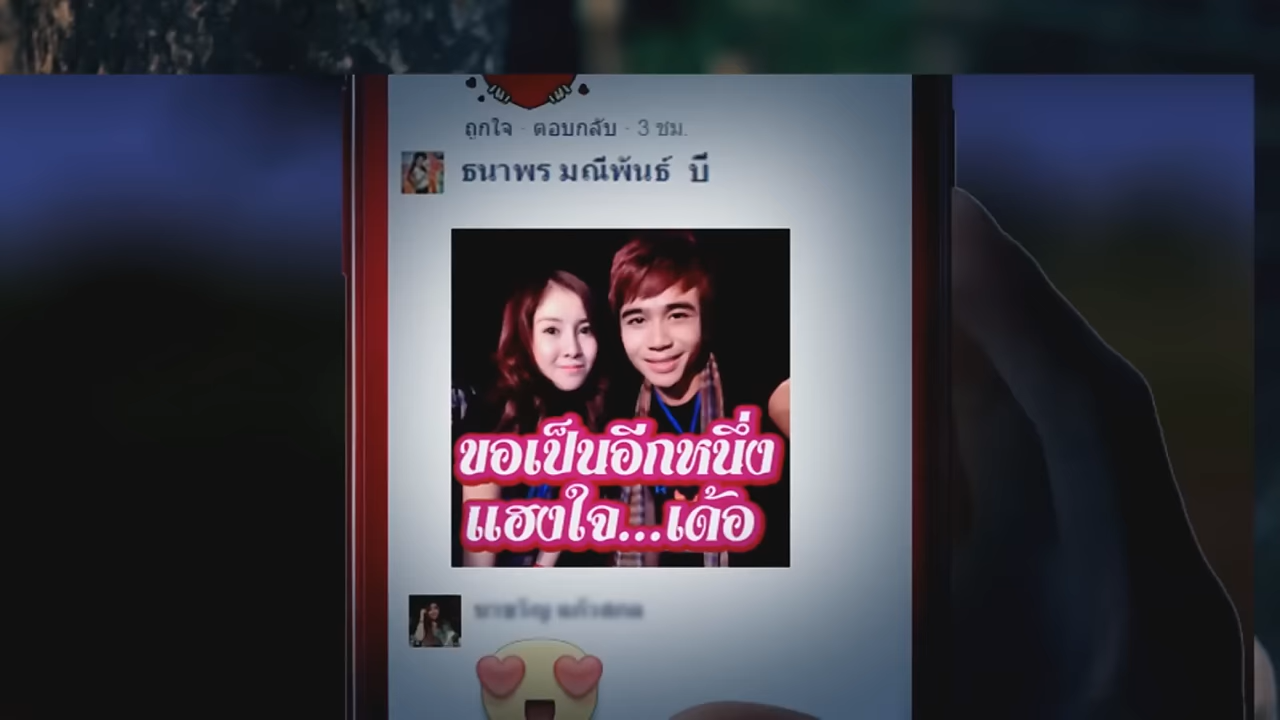 ถูกใจ · ตอบกลับ · 3 ชม.
ธนาพร มณีพันธ์ บี
ขอเป็นอีกหนึ่ง
แฮงใจ...เด้อ